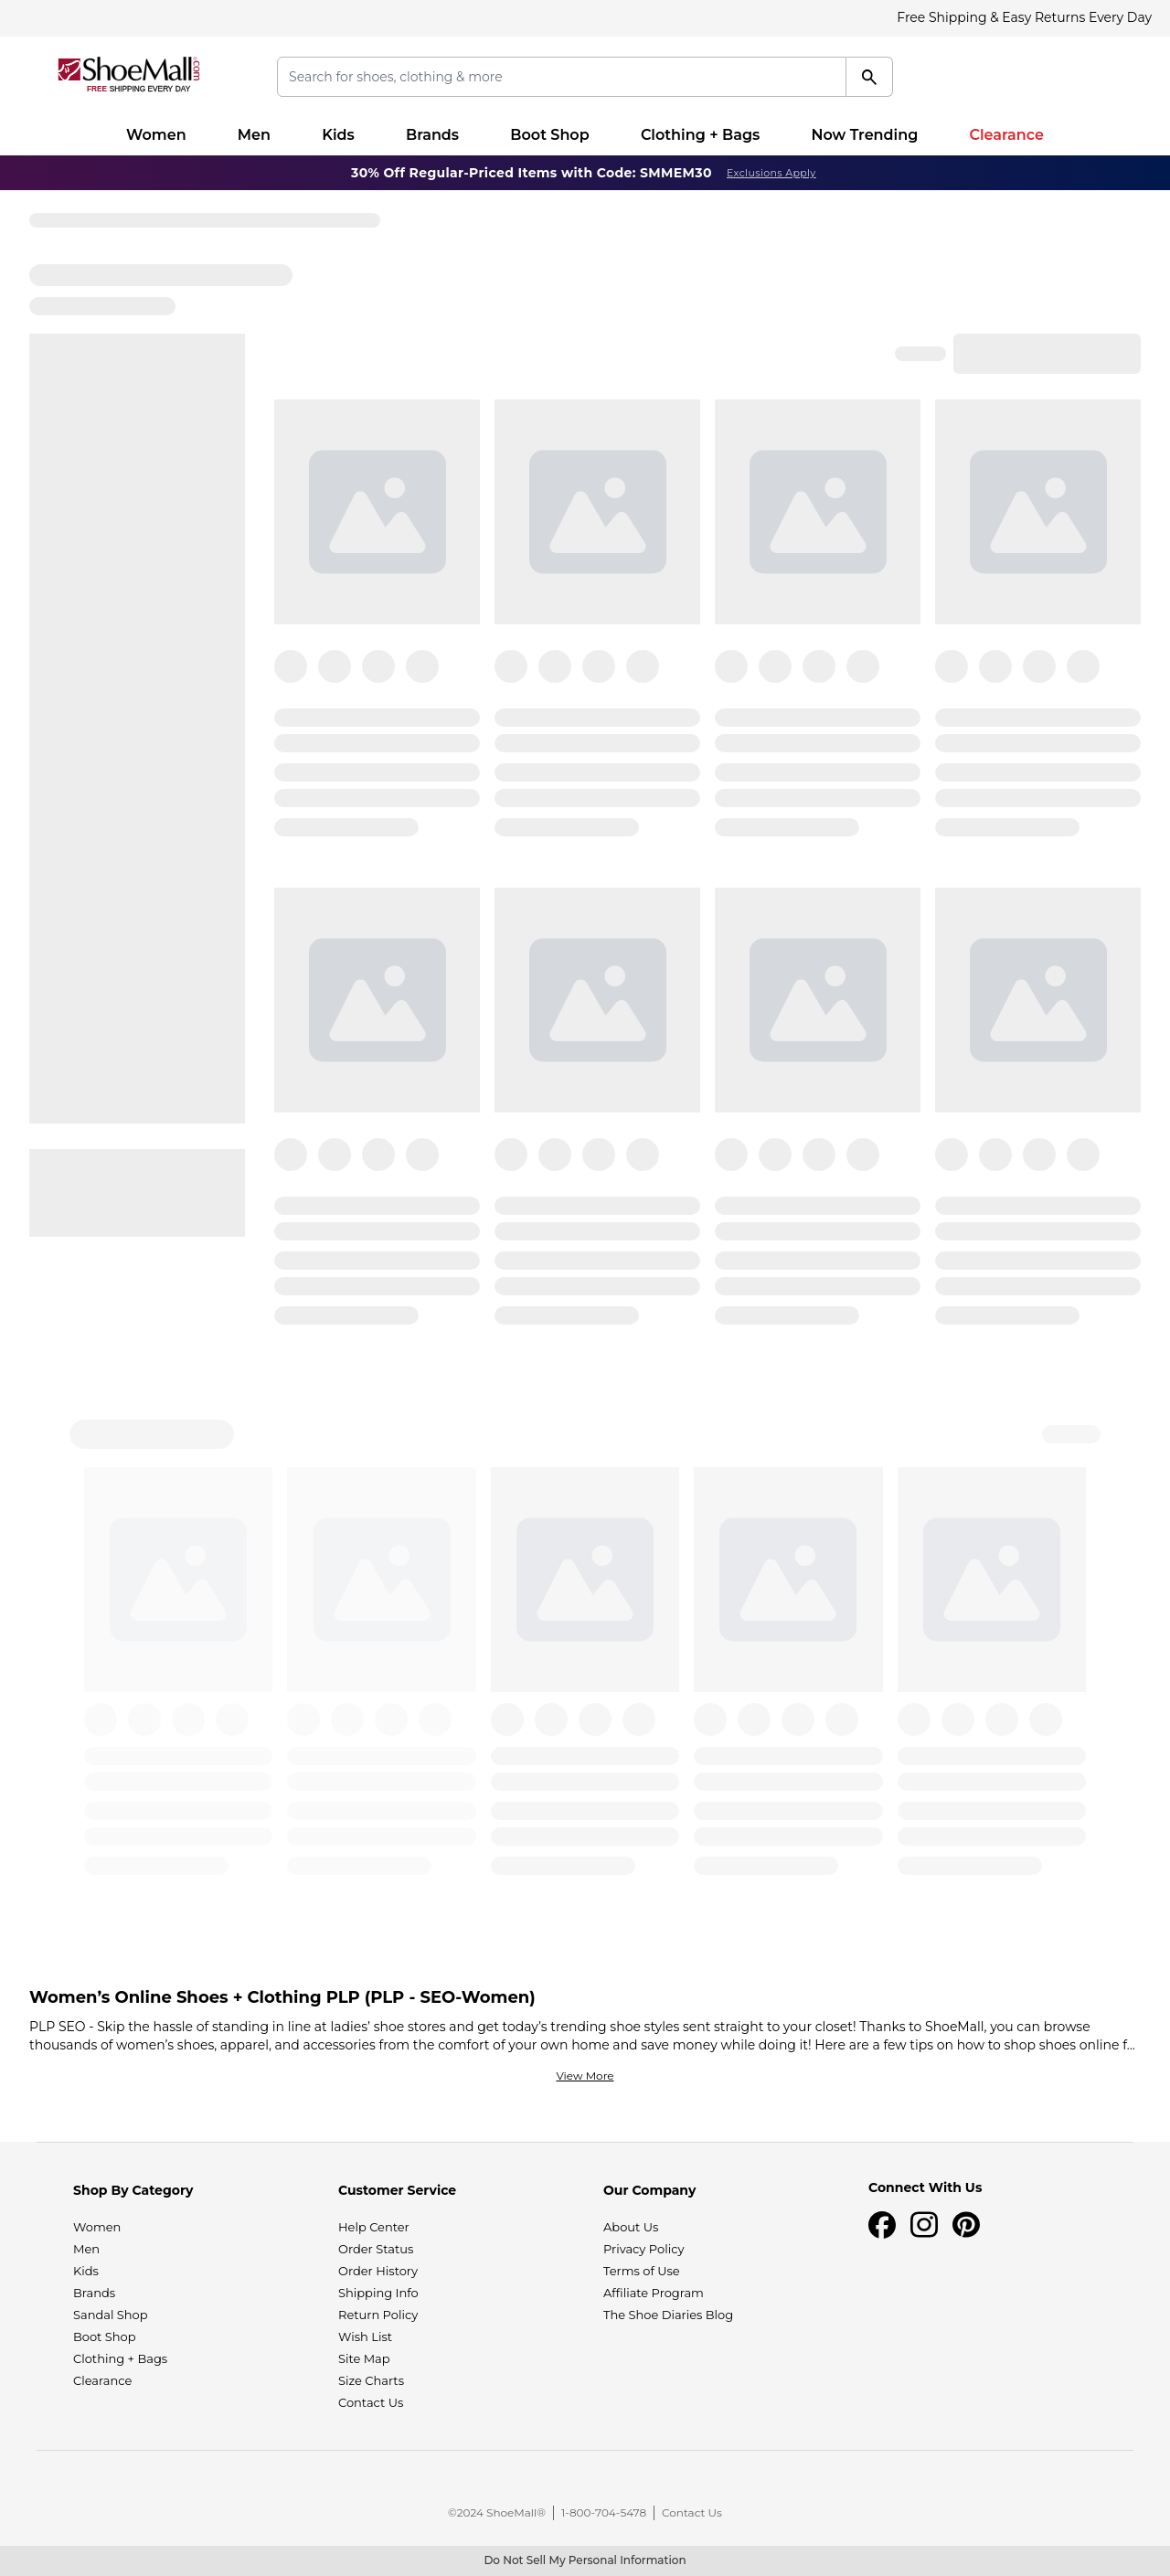 Free Shipping & Easy Returns Every Day
ShoeMall.com
FREE SHIPPING EVERY DAY
Search for shoes, clothing & more
Women Men Kids Brands Boot Shop Clothing + Bags Now Trending Clearance
30% Off Regular-Priced Items with Code: SMMEM30 Exclusions Apply
Women’s Online Shoes + Clothing PLP (PLP - SEO-Women)
PLP SEO - Skip the hassle of standing in line at ladies’ shoe stores and get today’s trending shoe styles sent straight to your closet! Thanks to ShoeMall, you can browse
thousands of women’s shoes, apparel, and accessories from the comfort of your own home and save money while doing it! Here are a few tips on how to shop shoes online f...
View More
Shop By Category
Women
Men
Kids
Brands
Sandal Shop
Boot Shop
Clothing + Bags
Clearance
Customer Service
Help Center
Order Status
Order History
Shipping Info
Return Policy
Wish List
Site Map
Size Charts
Contact Us
Our Company
About Us
Privacy Policy
Terms of Use
Affiliate Program
The Shoe Diaries Blog
Connect With Us
©2024 ShoeMall® | 1-800-704-5478 | Contact Us
Do Not Sell My Personal Information